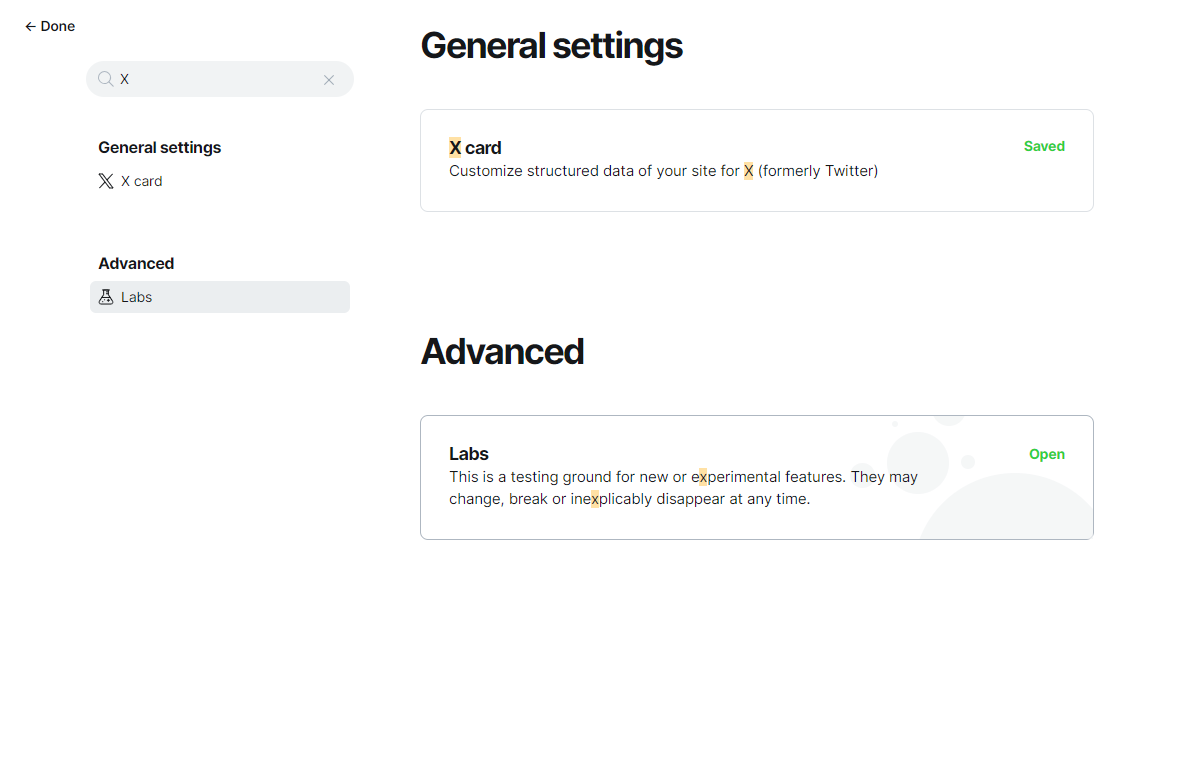 ← Done
X
General settings
X card
Advanced
Labs
General settings
X card
Saved
Customize structured data of your site for X (formerly Twitter)
Advanced
Labs
Open
This is a testing ground for new or experimental features. They may
change, break or inexplicably disappear at any time.